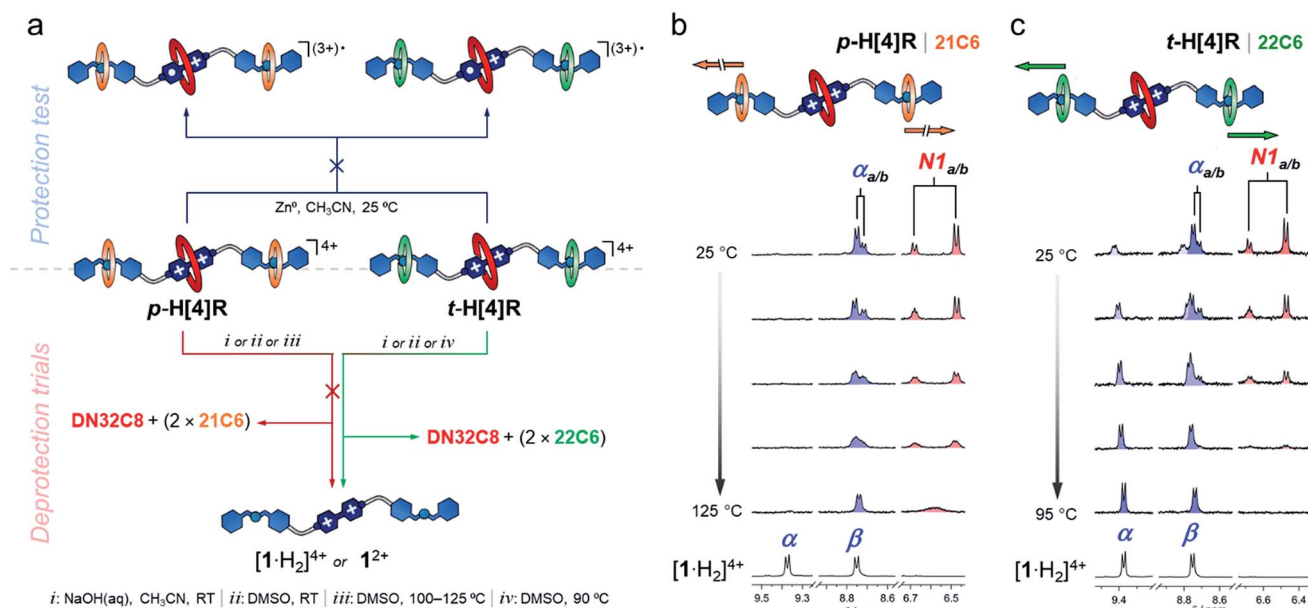 a
Protection test
](3+)•
](3+)•
Zn⁰, CH₃CN, 25 ºC
]4+
]4+
p-H[4]R
t-H[4]R
Deprotection trials
i or ii or iii
i or ii or iv
DN32C8 + (2 × 21C6)
DN32C8 + (2 × 22C6)
[1·H₂]⁴⁺ or 1²⁺
i: NaOH(aq), CH₃CN, RT | ii: DMSO, RT | iii: DMSO, 100–125 ºC | iv: DMSO, 90 ºC
b
p-H[4]R | 21C6
αa/b
N1a/b
25 °C
125 °C
α
β
[1·H₂]⁴⁺
9.5 9.3 8.8 8.6 6.7 6.5
c
t-H[4]R | 22C6
αa/b
N1a/b
25 °C
95 °C
α
β
[1·H₂]⁴⁺
9.4 8.8 8.6 6.6 6.4